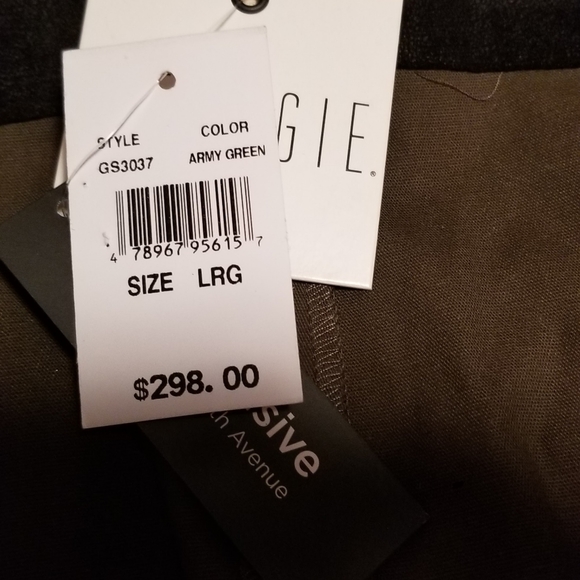 STYLE COLOR
GS3037 ARMY GREEN
4 78967 95615 7
SIZE LRG
$298.00
GIE®
sive
Avenue